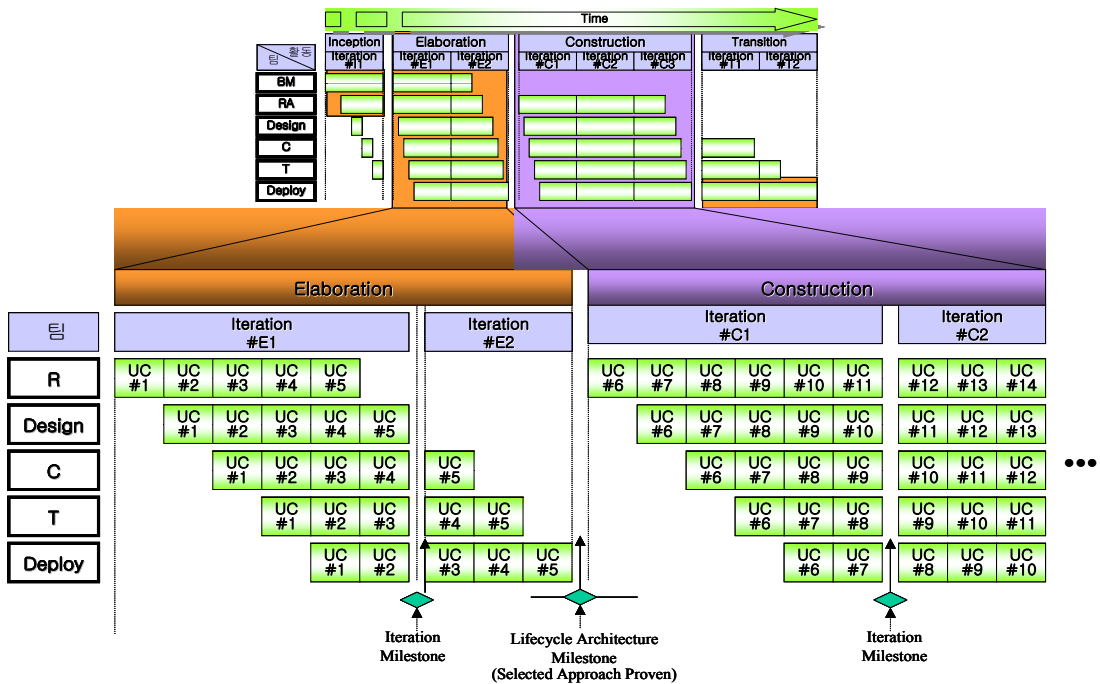 Time
Inception
Elaboration
Construction
Transition
팀
활동
Iteration
#I1
Iteration
#E1
Iteration
#E2
Iteration
#C1
Iteration
#C2
Iteration
#C3
Iteration
#T1
Iteration
#T2
BM
RA
Design
C
T
Deploy
Elaboration
Construction
팀
Iteration
#E1
Iteration
#E2
Iteration
#C1
Iteration
#C2
R
UC UC UC UC UC UC UC UC UC UC UC UC UC UC
#1 #2 #3 #4 #5 #6 #7 #8 #9 #10 #11 #12 #13 #14
Design
UC UC UC UC UC UC UC UC UC UC UC UC UC
#1 #2 #3 #4 #5 #6 #7 #8 #9 #10 #11 #12 #13
C
UC UC UC UC UC UC UC UC UC UC UC UC
#1 #2 #3 #4 #5 #6 #7 #8 #9 #10 #11 #12
T
UC UC UC UC UC UC UC UC UC UC UC
#1 #2 #3 #4 #5 #6 #7 #8 #9 #10 #11
Deploy
UC UC UC UC UC UC UC UC UC UC
#1 #2 #3 #4 #5 #6 #7 #8 #9 #10
•••
Iteration
Milestone
Lifecycle Architecture
Milestone
(Selected Approach Proven)
Iteration
Milestone